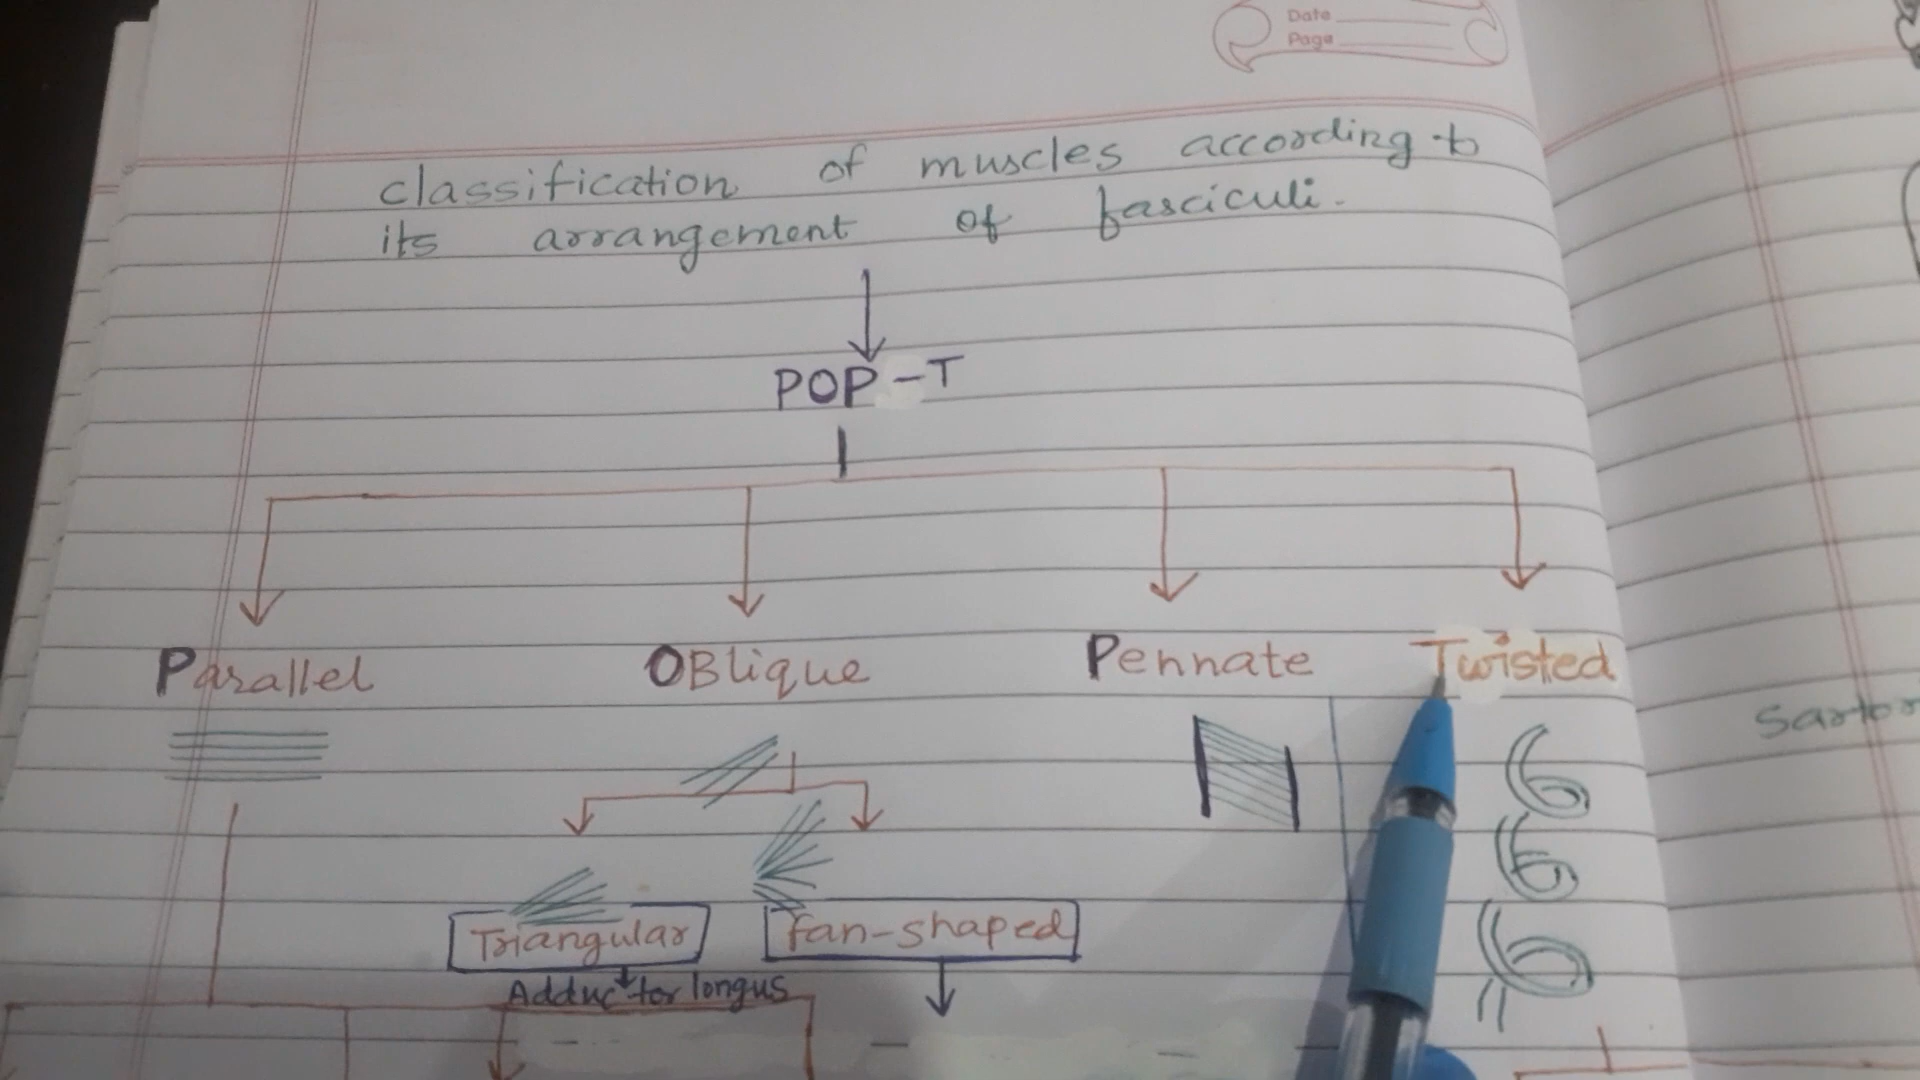 Date
Page
classification of muscles according to
its arrangement of fasciculi.
POP-T
Parallel OBlique Pennate Twisted
Triangular fan-shaped
Adductor longus